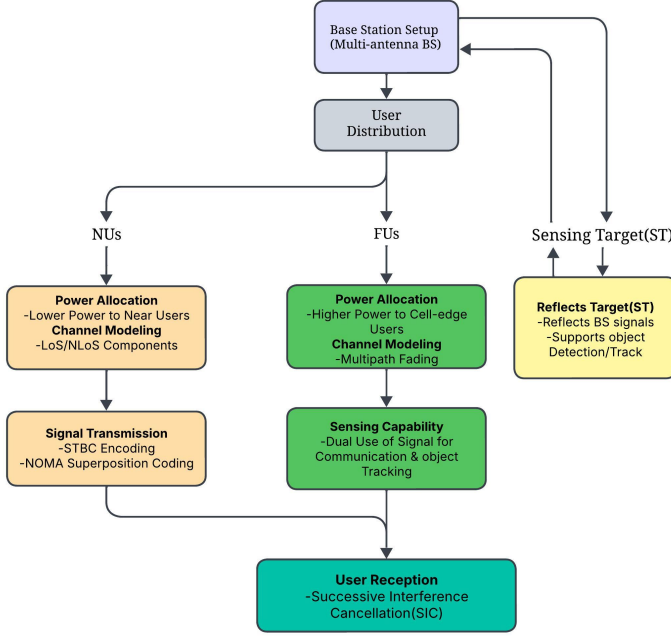 Base Station Setup
(Multi-antenna BS)
User
Distribution
NUs
FUs
Sensing Target(ST)
Power Allocation
-Lower Power to Near Users
Channel Modeling
-LoS/NLoS Components
Power Allocation
-Higher Power to Cell-edge
Users
Channel Modeling
-Multipath Fading
Reflects Target(ST)
-Reflects BS signals
-Supports object
Detection/Track
Signal Transmission
-STBC Encoding
-NOMA Superposition Coding
Sensing Capability
-Dual Use of Signal for
Communication & object
Tracking
User Reception
-Successive Interference
Cancellation(SIC)